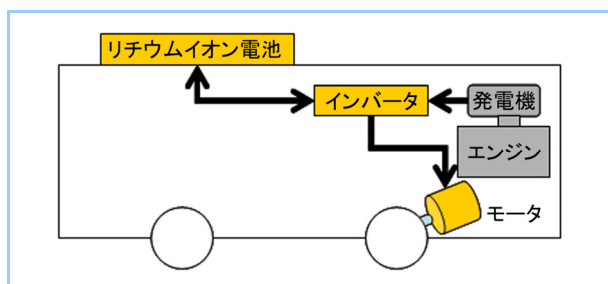 リチウムイオン電池
インバータ
発電機
エンジン
モータ